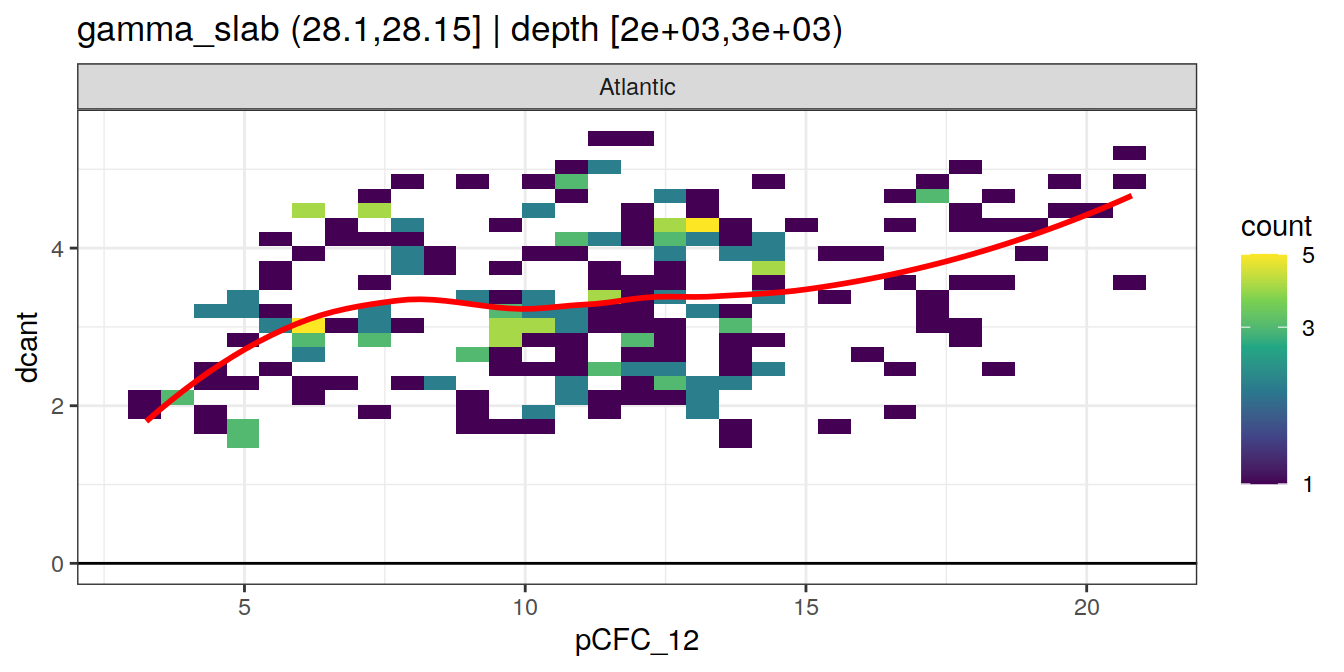 gamma_slab (28.1,28.15] | depth [2e+03,3e+03)
Atlantic
dcant
4
2
0
5
10
15
20
pCFC_12
count
5
3
1